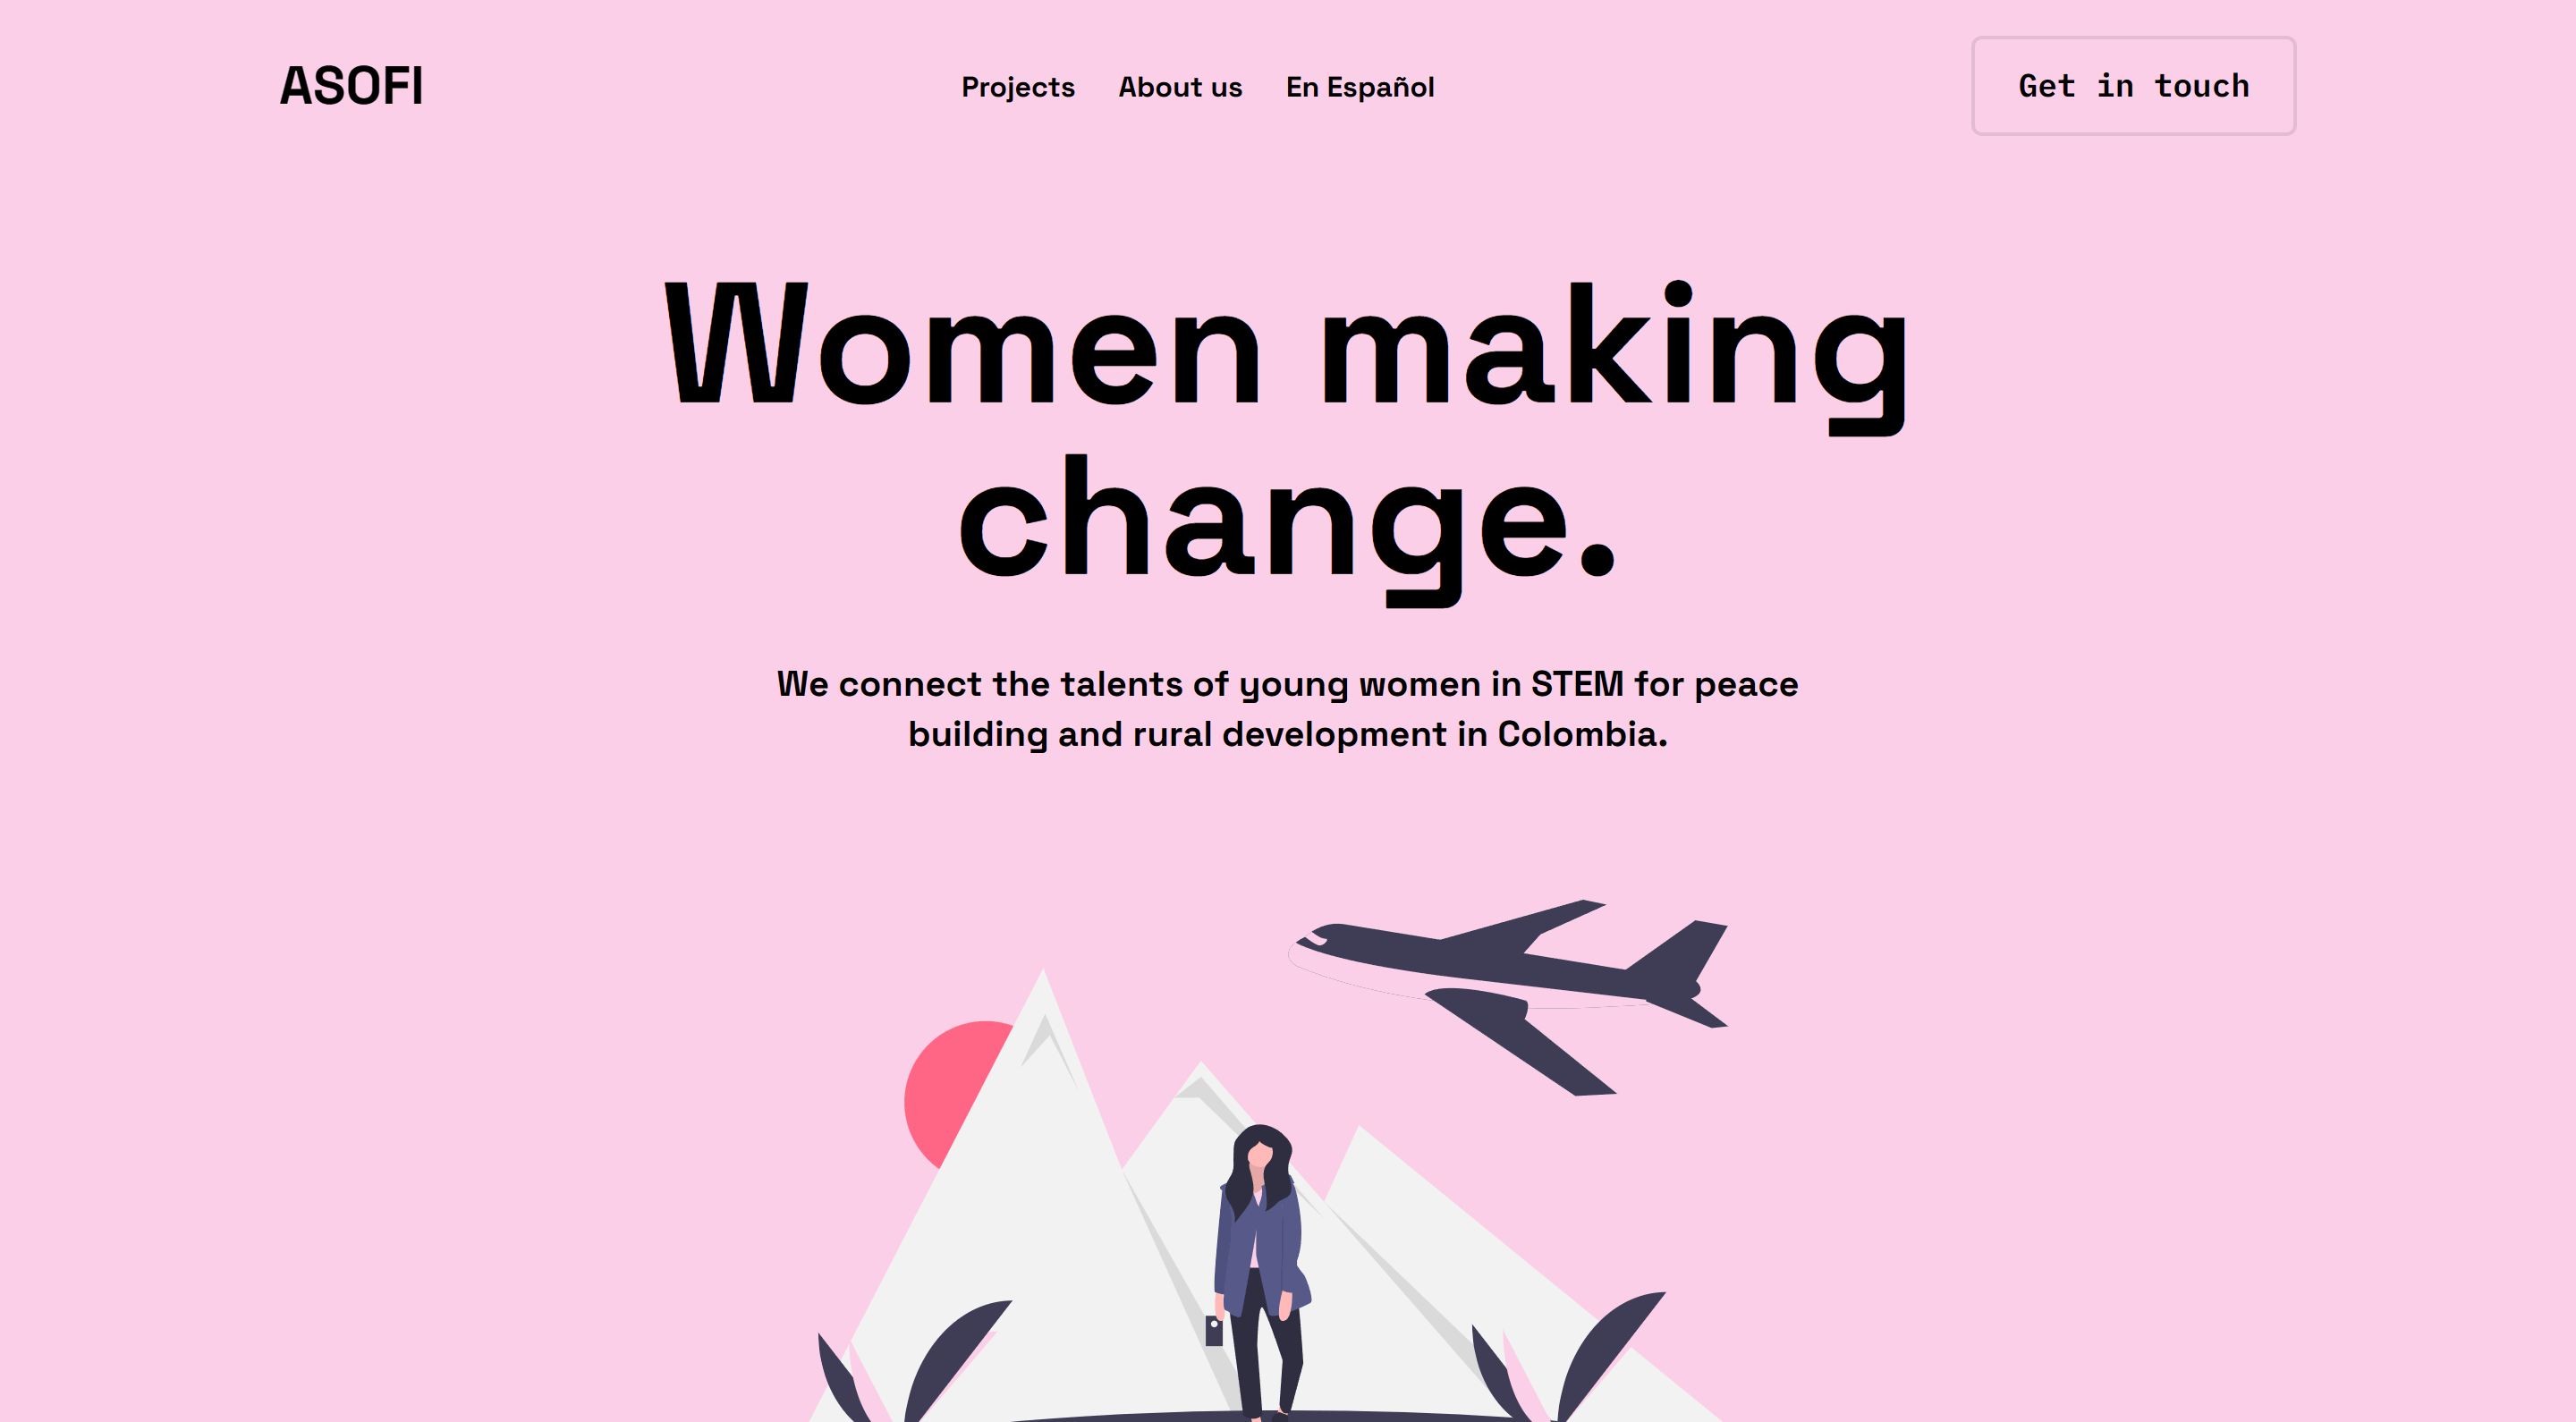 ASOFI
Projects About us En Español
Get in touch
Women making
change.
We connect the talents of young women in STEM for peace
building and rural development in Colombia.